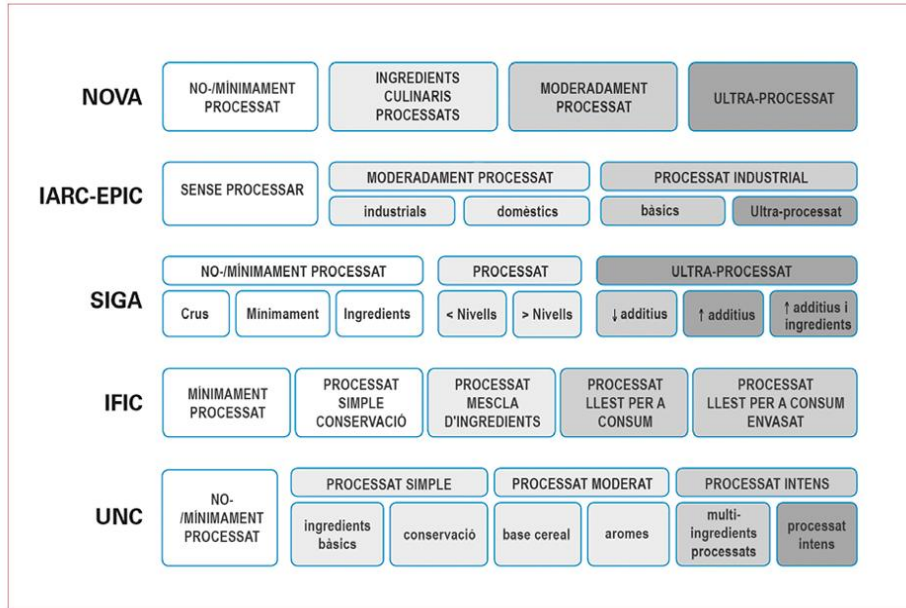 NOVA
NO-/MÍNIMAMENT
PROCESSAT
INGREDIENTS
CULINARIS
PROCESSATS
MODERADAMENT
PROCESSAT
ULTRA-PROCESSAT
IARC-EPIC
SENSE PROCESSAR
MODERADAMENT PROCESSAT
industrials
domèstics
PROCESSAT INDUSTRIAL
bàsics
Ultra-processat
SIGA
NO-/MÍNIMAMENT PROCESSAT
Crus
Mínimament
Ingredients
PROCESSAT
< Nivells
> Nivells
ULTRA-PROCESSAT
↓ additius
↑ additius
↑ additius i
ingredients
IFIC
MÍNIMAMENT
PROCESSAT
PROCESSAT
SIMPLE
CONSERVACIÓ
PROCESSAT
MESCLA
D'INGREDIENTS
PROCESSAT
LLEST PER A
CONSUM
PROCESSAT
LLEST PER A CONSUM
ENVASAT
UNC
NO-
/MÍNIMAMENT
PROCESSAT
PROCESSAT SIMPLE
ingredients
bàsics
conservació
PROCESSAT MODERAT
base cereal
aromes
PROCESSAT INTENS
multi-
ingredients
processats
processat
intens